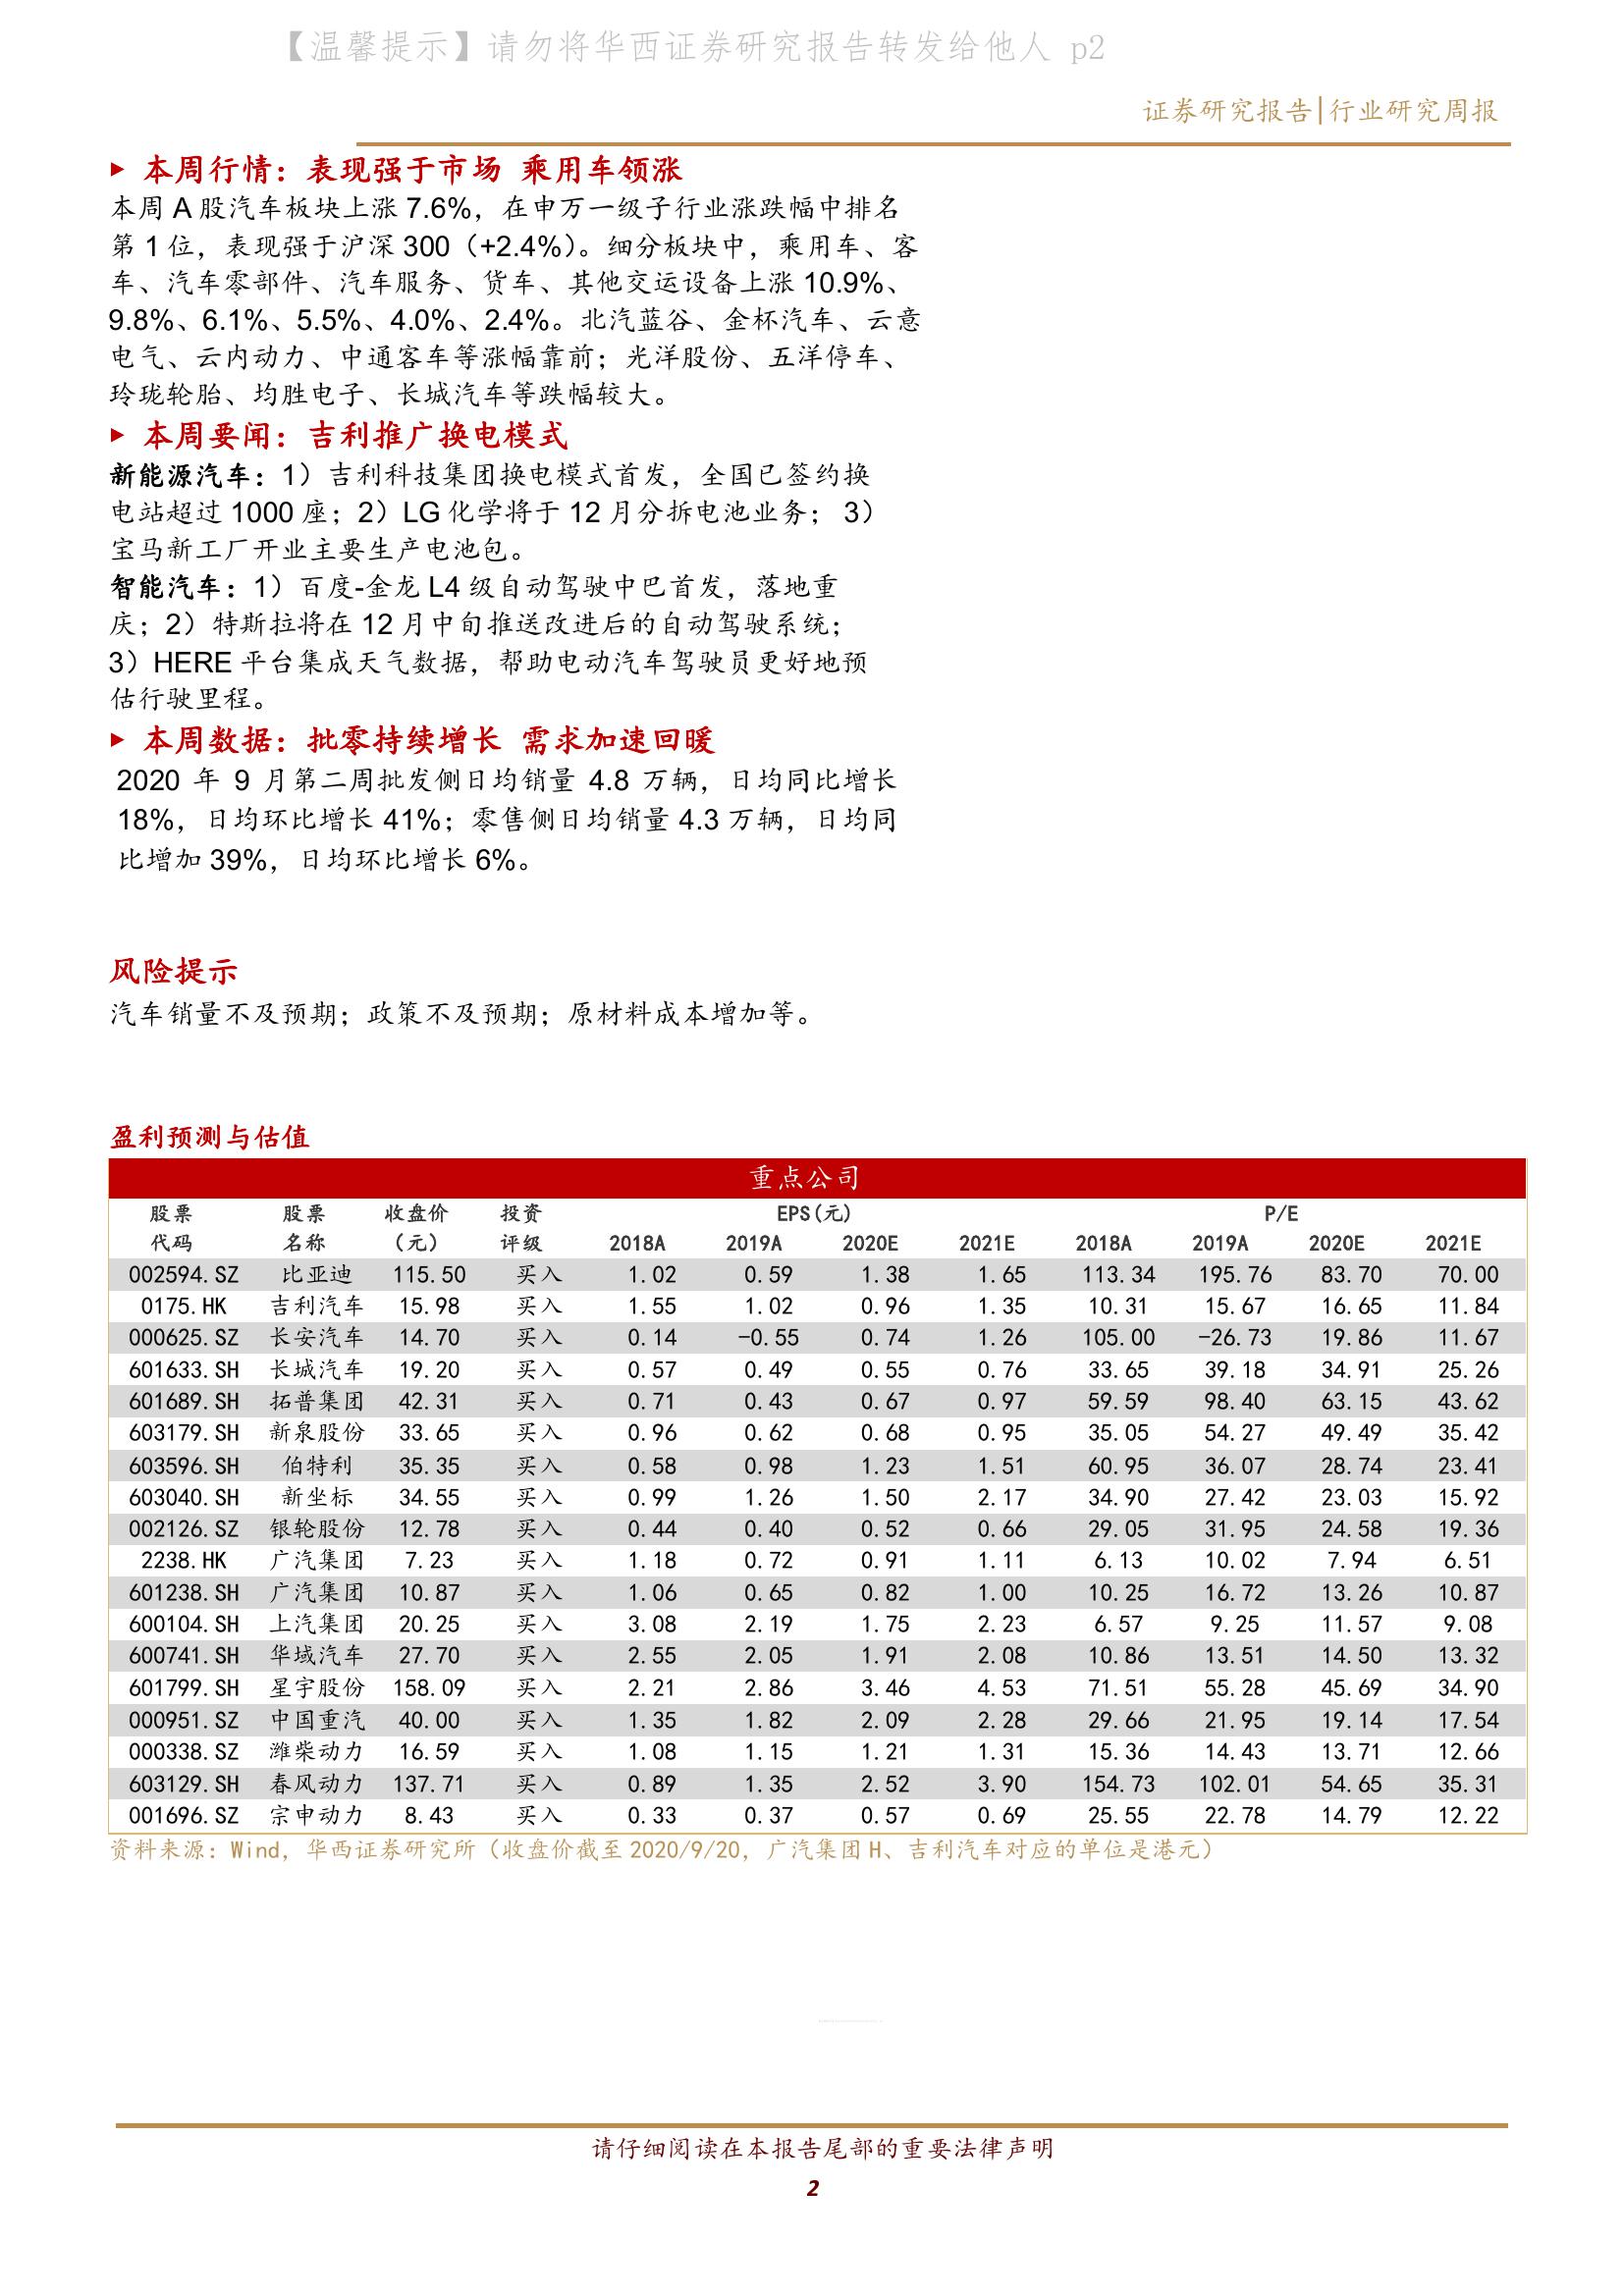 【温馨提示】请勿将华西证券研究报告转发给他人 p2
证券研究报告|行业研究周报
▶ 本周行情：表现强于市场 乘用车领涨
本周 A 股汽车板块上涨 7.6%，在申万一级子行业涨跌幅中排名
第 1 位，表现强于沪深 300（+2.4%）。细分板块中，乘用车、客
车、汽车零部件、汽车服务、货车、其他交运设备上涨 10.9%、
9.8%、6.1%、5.5%、4.0%、2.4%。北汽蓝谷、金杯汽车、云意
电气、云内动力、中通客车等涨幅靠前；光洋股份、五洋停车、
玲珑轮胎、均胜电子、长城汽车等跌幅较大。
▶ 本周要闻：吉利推广换电模式
新能源汽车：1）吉利科技集团换电模式首发，全国已签约换
电站超过 1000 座；2）LG 化学将于 12 月分拆电池业务； 3）
宝马新工厂开业主要生产电池包。
智能汽车：1）百度-金龙 L4 级自动驾驶中巴首发，落地重
庆；2）特斯拉将在 12 月中旬推送改进后的自动驾驶系统；
3）HERE 平台集成天气数据，帮助电动汽车驾驶员更好地预
估行驶里程。
▶ 本周数据：批零持续增长 需求加速回暖
2020 年 9 月第二周批发侧日均销量 4.8 万辆，日均同比增长
18%，日均环比增长 41%；零售侧日均销量 4.3 万辆，日均同
比增加 39%，日均环比增长 6%。
风险提示
汽车销量不及预期；政策不及预期；原材料成本增加等。
盈利预测与估值
重点公司
股票 股票 收盘价 投资 EPS(元) P/E
代码 名称 （元） 评级 2018A 2019A 2020E 2021E 2018A 2019A 2020E 2021E
002594.SZ 比亚迪 115.50 买入 1.02 0.59 1.38 1.65 113.34 195.76 83.70 70.00
0175.HK 吉利汽车 15.98 买入 1.55 1.02 0.96 1.35 10.31 15.67 16.65 11.84
000625.SZ 长安汽车 14.70 买入 0.14 -0.55 0.74 1.26 105.00 -26.73 19.86 11.67
601633.SH 长城汽车 19.20 买入 0.57 0.49 0.55 0.76 33.65 39.18 34.91 25.26
601689.SH 拓普集团 42.31 买入 0.71 0.43 0.67 0.97 59.59 98.40 63.15 43.62
603179.SH 新泉股份 33.65 买入 0.96 0.62 0.68 0.95 35.05 54.27 49.49 35.42
603596.SH 伯特利 35.35 买入 0.58 0.98 1.23 1.51 60.95 36.07 28.74 23.41
603040.SH 新坐标 34.55 买入 0.99 1.26 1.50 2.17 34.90 27.42 23.03 15.92
002126.SZ 银轮股份 12.78 买入 0.44 0.40 0.52 0.66 29.05 31.95 24.58 19.36
2238.HK 广汽集团 7.23 买入 1.18 0.72 0.91 1.11 6.13 10.02 7.94 6.51
601238.SH 广汽集团 10.87 买入 1.06 0.65 0.82 1.00 10.25 16.72 13.26 10.87
600104.SH 上汽集团 20.25 买入 3.08 2.19 1.75 2.23 6.57 9.25 11.57 9.08
600741.SH 华域汽车 27.70 买入 2.55 2.05 1.91 2.08 10.86 13.51 14.50 13.32
601799.SH 星宇股份 158.09 买入 2.21 2.86 3.46 4.53 71.51 55.28 45.69 34.90
000951.SZ 中国重汽 40.00 买入 1.35 1.82 2.09 2.28 29.66 21.95 19.14 17.54
000338.SZ 潍柴动力 16.59 买入 1.08 1.15 1.21 1.31 15.36 14.43 13.71 12.66
603129.SH 春风动力 137.71 买入 0.89 1.35 2.52 3.90 154.73 102.01 54.65 35.31
001696.SZ 宗申动力 8.43 买入 0.33 0.37 0.57 0.69 25.55 22.78 14.79 12.22
资料来源：Wind，华西证券研究所（收盘价截至 2020/9/20，广汽集团 H、吉利汽车对应的单位是港元）
请仔细阅读在本报告尾部的重要法律声明
2